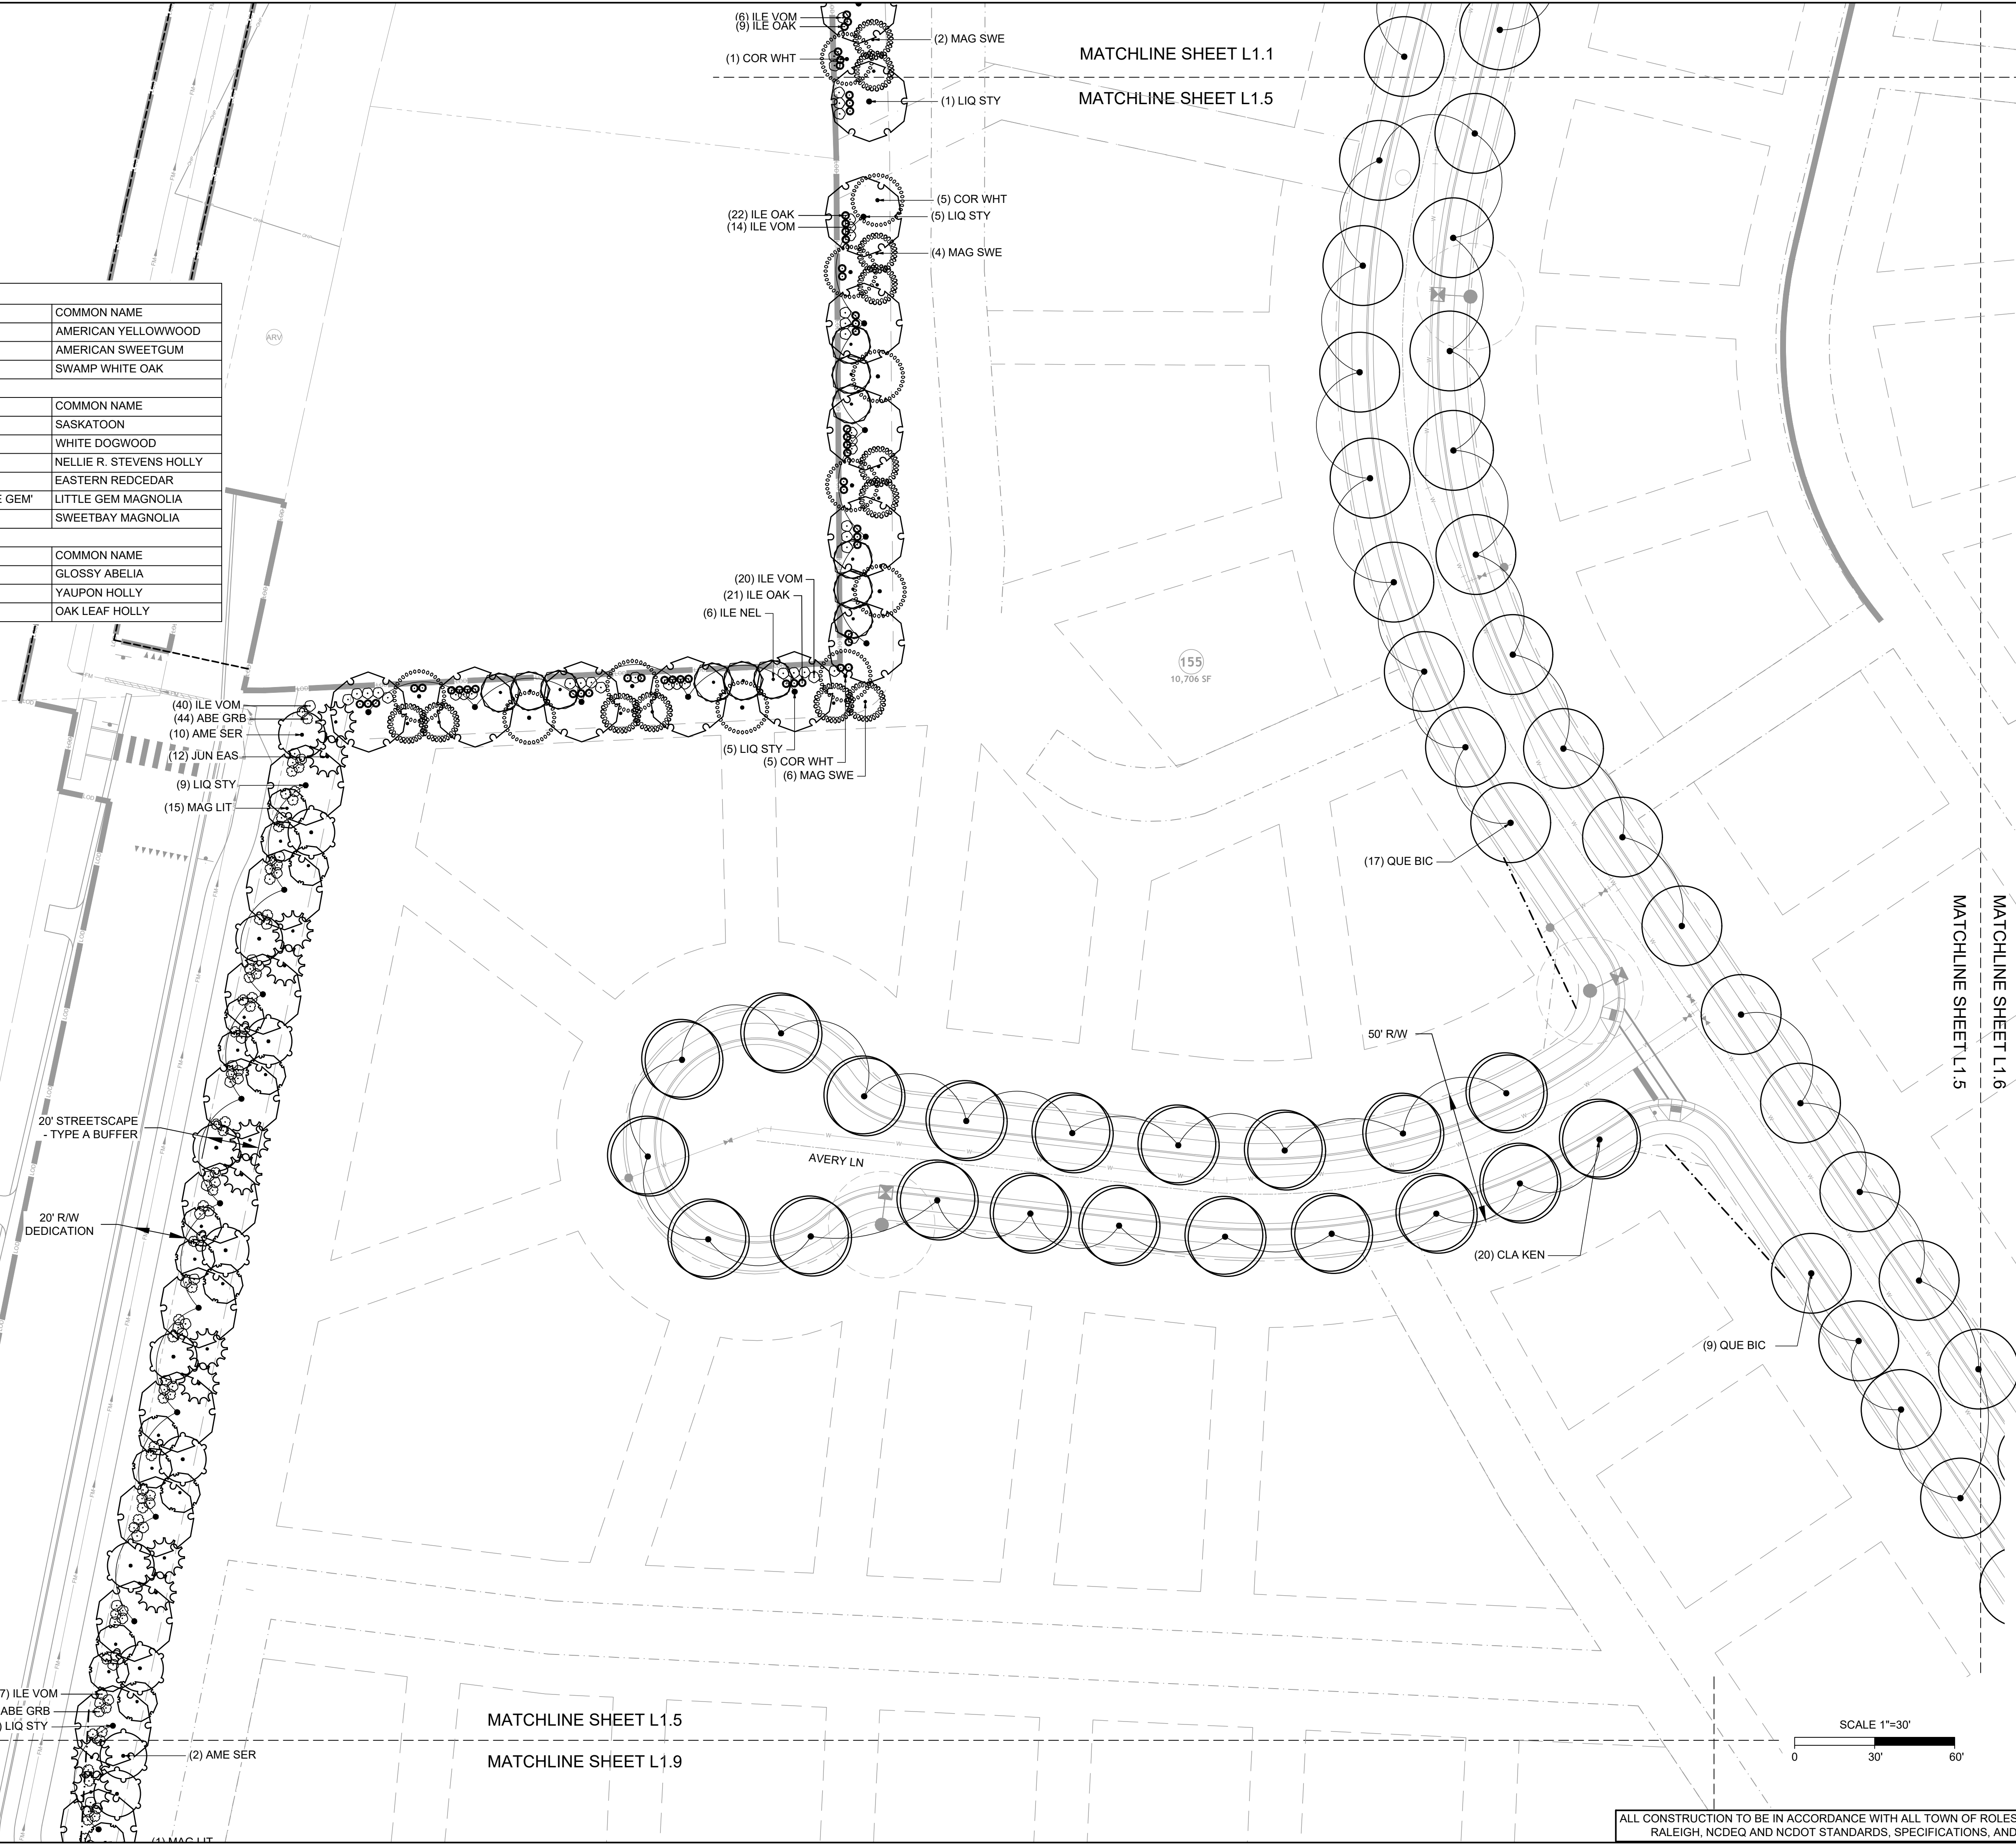 (6) ILE VOM
(9) ILE OAK
(2) MAG SWE
(1) COR WHT
MATCHLINE SHEET L1.1
MATCHLINE SHEET L1.5
(1) LIQ STY
(5) COR WHT
(22) ILE OAK
(5) LIQ STY
(14) ILE VOM
(4) MAG SWE
COMMON NAME
AMERICAN YELLOWWOOD
AMERICAN SWEETGUM
SWAMP WHITE OAK
COMMON NAME
SASKATOON
WHITE DOGWOOD
NELLIE R. STEVENS HOLLY
EASTERN REDCEDAR
GEM' LITTLE GEM MAGNOLIA
SWEETBAY MAGNOLIA
COMMON NAME
GLOSSY ABELIA
YAUPON HOLLY
OAK LEAF HOLLY
ARV
(20) ILE VOM
(21) ILE OAK
(6) ILE NEL
155
10,706 SF
(40) ILE VOM
(44) ABE GRB
(10) AME SER
(12) JUN EAS
(9) LIQ STY
(15) MAG LIT
(5) LIQ STY
(5) COR WHT
(6) MAG SWE
(17) QUE BIC
MATCHLINE SHEET L1.5
MATCHLINE SHEET L1.6
50' R/W
20' STREETSCAPE
- TYPE A BUFFER
AVERY LN
20' R/W
DEDICATION
(20) CLA KEN
(9) QUE BIC
7) ILE VOM
ABE GRB
) LIQ STY
(2) AME SER
MATCHLINE SHEET L1.5
MATCHLINE SHEET L1.9
SCALE 1"=30'
0 30' 60'
(1) MAG LIT
ALL CONSTRUCTION TO BE IN ACCORDANCE WITH ALL TOWN OF ROLES
RALEIGH, NCDEQ AND NCDOT STANDARDS, SPECIFICATIONS, AND